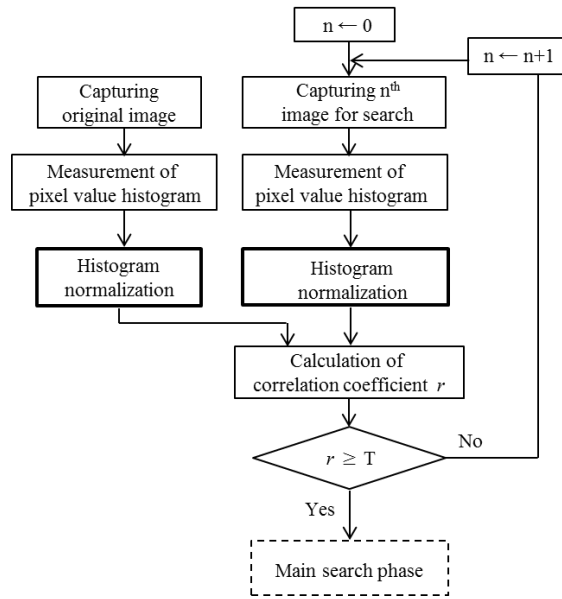 n ← 0
n ← n+1
Capturing
original image
Capturing nth
image for search
Measurement of
pixel value histogram
Measurement of
pixel value histogram
Histogram
normalization
Histogram
normalization
Calculation of
correlation coefficient r
r ≥ T
No
Yes
Main search phase